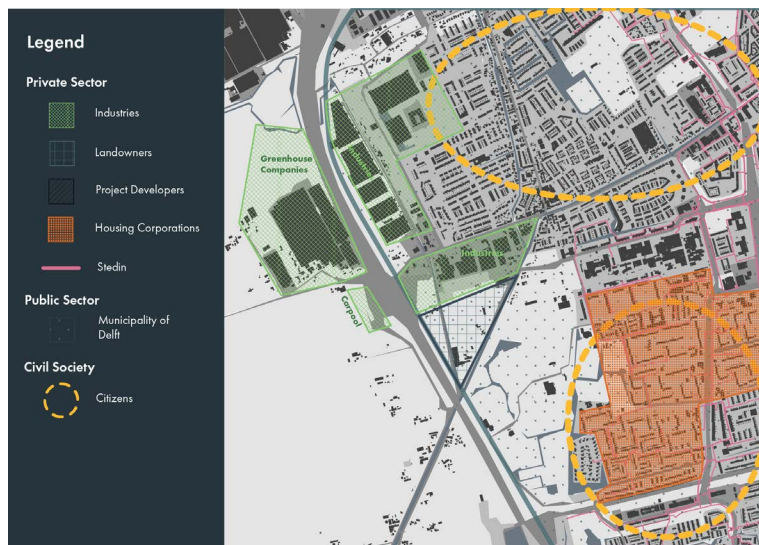 Legend
Private Sector
Industries
Landowners
Project Developers
Housing Corporations
Stedin
Public Sector
Municipality of
Delft
Civil Society
Citizens
Greenhouse
Companies
Industries
Carpool